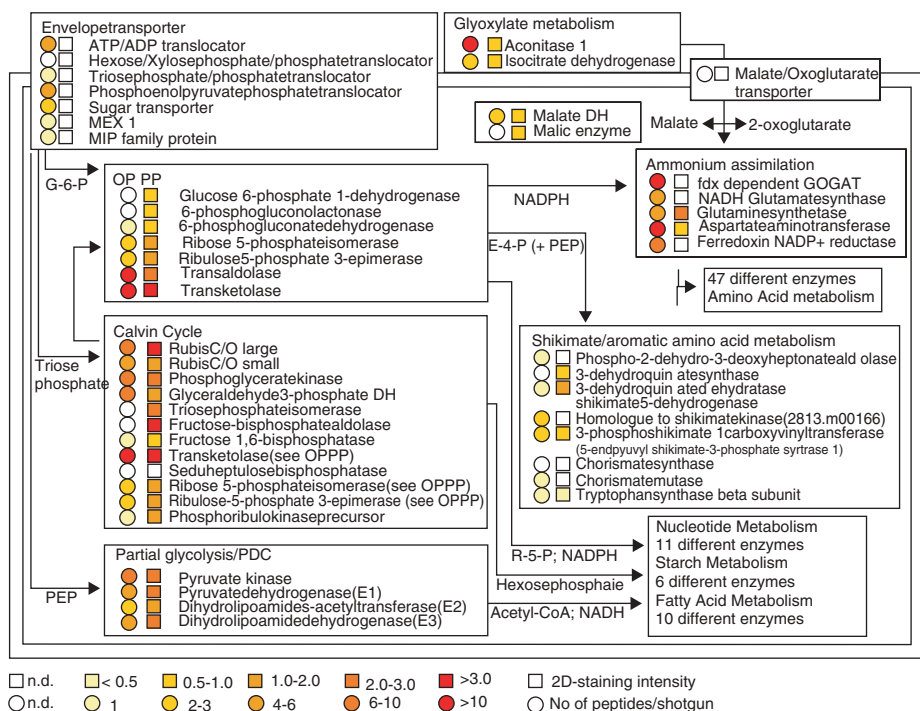 Envelopetransporter
ATP/ADP translocator
Hexose/Xylosephosphate/phosphatetranslocator
Triosephosphate/phosphatetranslocator
Phosphoenolpyruvatephosphatetranslocator
Sugar transporter
MEX 1
MIP family protein
Glyoxylate metabolism
Aconitase 1
Isocitrate dehydrogenase
Malate/Oxoglutarate
transporter
Malate DH
Malic enzyme
Malate
2-oxoglutarate
G-6-P
OP PP
Glucose 6-phosphate 1-dehydrogenase
6-phosphogluconolactonase
6-phosphogluconatedehydrogenase
Ribose 5-phosphateisomerase
Ribulose5-phosphate 3-epimerase
Transaldolase
Transketolase
NADPH
E-4-P (+ PEP)
Ammonium assimilation
fdx dependent GOGAT
NADH Glutamatesynthase
Glutaminesynthetase
Aspartateaminotransferase
Ferredoxin NADP+ reductase
47 different enzymes
Amino Acid metabolism
Triose
phosphate
Calvin Cycle
RubisC/O large
RubisC/O small
Phosphoglyceratekinase
Glyceraldehyde3-phosphate DH
Triosephosphateisomerase
Fructose-bisphosphatealdolase
Fructose 1,6-bisphosphatase
Transketolase(see OPPP)
Seduheptulosebisphosphatase
Ribose 5-phosphateisomerase(see OPPP)
Ribulose-5-phosphate 3-epimerase (see OPPP)
Phosphoribulokinaseprecursor
Shikimate/aromatic amino acid metabolism
Phospho-2-dehydro-3-deoxyheptonateald olase
3-dehydroquin atesynthase
3-dehydroquin ated ehydratase
shikimate5-dehydrogenase
Homologue to shikimatekinase(2813.m00166)
3-phosphoshikimate 1carboxyvinyltransferase
(5-endpyuvyl shikimate-3-phosphate syrtrase 1)
Chorismatesynthase
Chorismatemutase
Tryptophansynthase beta subunit
PEP
Partial glycolysis/PDC
Pyruvate kinase
Pyruvatedehydrogenase(E1)
Dihydrolipoamides-acetyltransferase(E2)
Dihydrolipoamidedehydrogenase(E3)
R-5-P; NADPH
Hexosephosphaie
Acetyl-CoA; NADH
Nucleotide Metabolism
11 different enzymes
Starch Metabolism
6 different enzymes
Fatty Acid Metabolism
10 different enzymes
n.d. < 0.5 0.5-1.0 1.0-2.0 2.0-3.0 >3.0 2D-staining intensity
n.d. 1 2-3 4-6 6-10 >10 No of peptides/shotgun